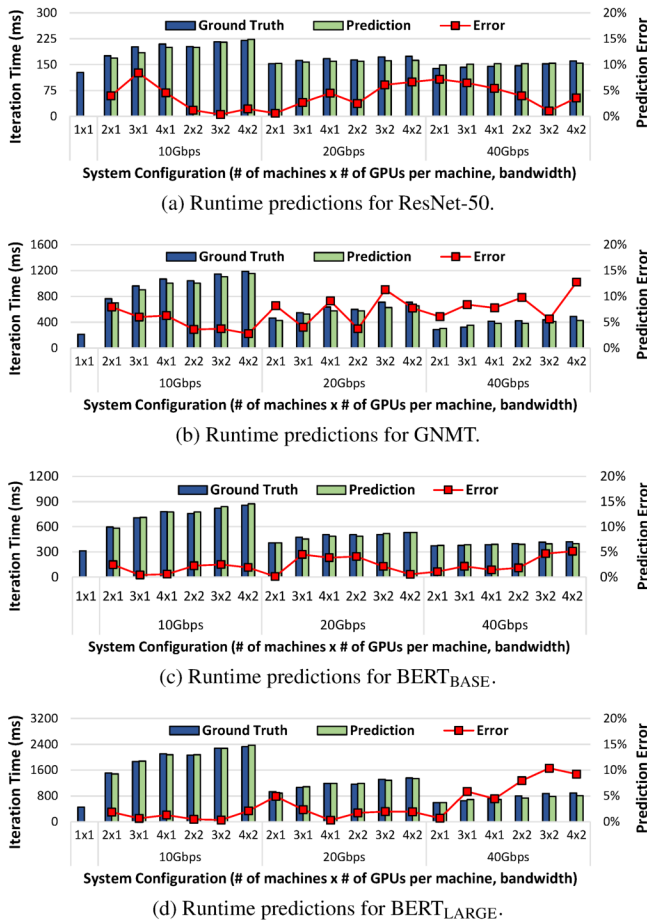 Iteration Time (ms)
300
225
150
75
0
Ground Truth Prediction Error
20%
15%
10%
5%
0%
Prediction Error
1x1 2x1 3x1 4x1 2x2 3x2 4x2 2x1 3x1 4x1 2x2 3x2 4x2 2x1 3x1 4x1 2x2 3x2 4x2
10Gbps 20Gbps 40Gbps
System Configuration (# of machines x # of GPUs per machine, bandwidth)
(a) Runtime predictions for ResNet-50.
Iteration Time (ms)
1600
1200
800
400
0
Ground Truth Prediction Error
20%
15%
10%
5%
0%
Prediction Error
1x1 2x1 3x1 4x1 2x2 3x2 4x2 2x1 3x1 4x1 2x2 3x2 4x2 2x1 3x1 4x1 2x2 3x2 4x2
10Gbps 20Gbps 40Gbps
System Configuration (# of machines x # of GPUs per machine, bandwidth)
(b) Runtime predictions for GNMT.
Iteration Time (ms)
1200
900
600
300
0
Ground Truth Prediction Error
20%
15%
10%
5%
0%
Prediction Error
1x1 2x1 3x1 4x1 2x2 3x2 4x2 2x1 3x1 4x1 2x2 3x2 4x2 2x1 3x1 4x1 2x2 3x2 4x2
10Gbps 20Gbps 40Gbps
System Configuration (# of machines x # of GPUs per machine, bandwidth)
(c) Runtime predictions for BERTBASE.
Iteration Time (ms)
3200
2400
1600
800
0
Ground Truth Prediction Error
20%
15%
10%
5%
0%
Prediction Error
1x1 2x1 3x1 4x1 2x2 3x2 4x2 2x1 3x1 4x1 2x2 3x2 4x2 2x1 3x1 4x1 2x2 3x2 4x2
10Gbps 20Gbps 40Gbps
System Configuration (# of machines x # of GPUs per machine, bandwidth)
(d) Runtime predictions for BERTLARGE.